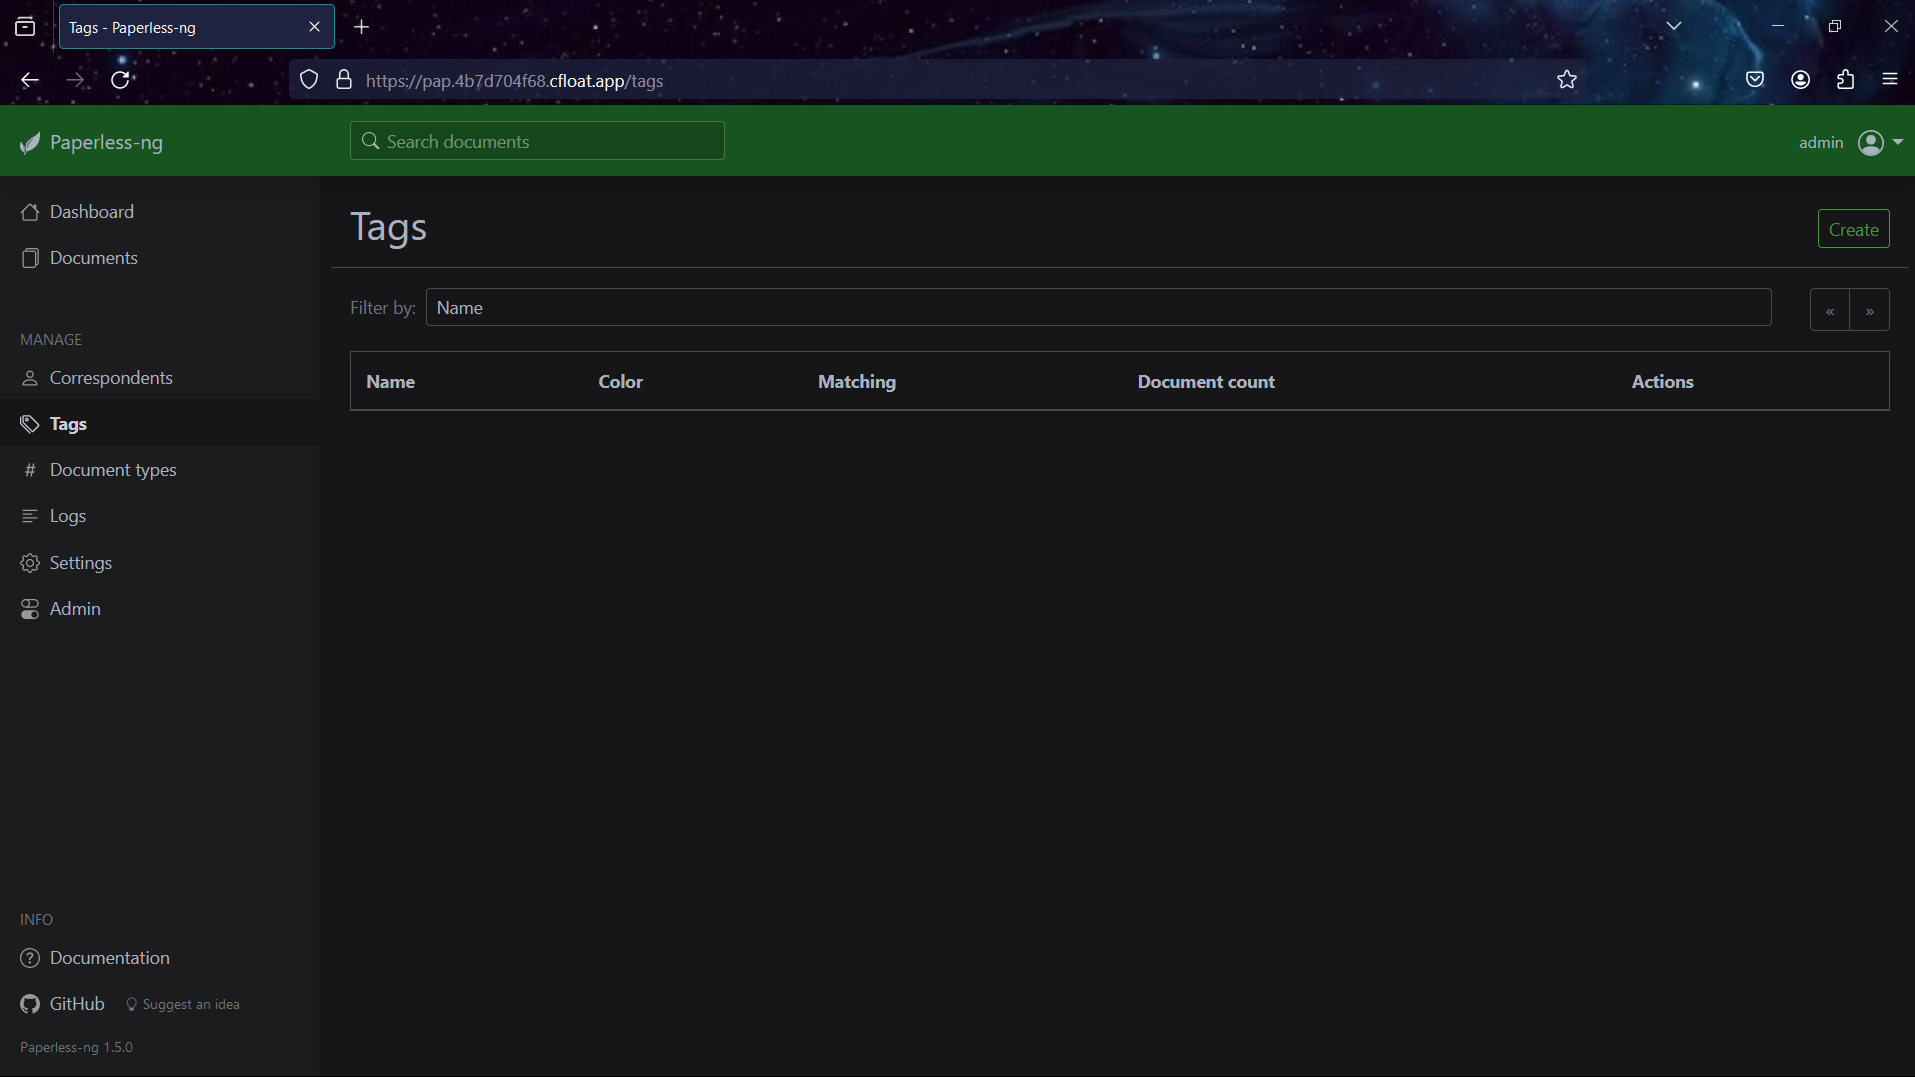 Tags - Paperless-ng
https://pap.4b7d704f68.cfloat.app/tags
Paperless-ng
Search documents
admin
Dashboard
Documents
MANAGE
Correspondents
Tags
# Document types
Logs
Settings
Admin
INFO
Documentation
GitHub Suggest an idea
Paperless-ng 1.5.0
Tags
Create
Filter by: Name
« »
Name Color Matching Document count Actions